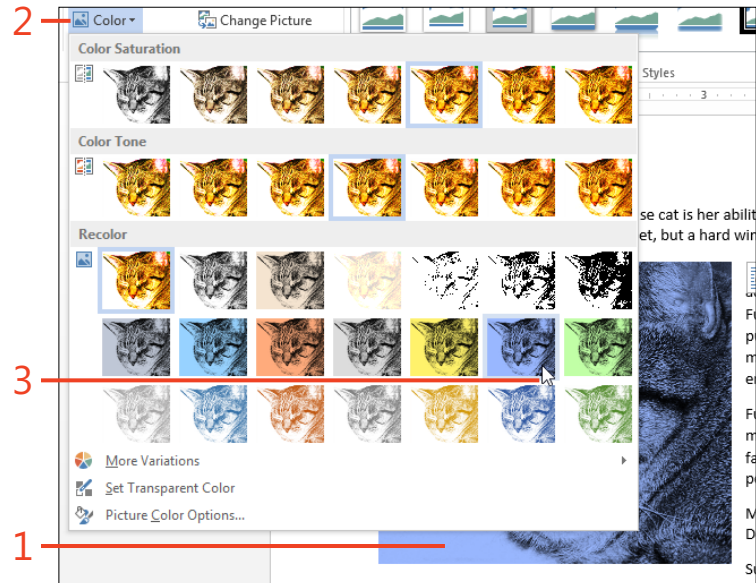 2
Color
Change Picture
Color Saturation
Styles
3
Color Tone
se cat is her abilit
et, but a hard win
Recolor
3
More Variations
Set Transparent Color
Picture Color Options...
1